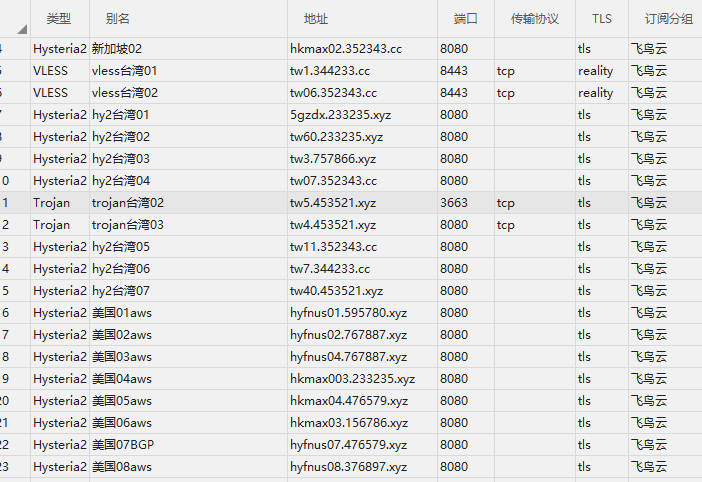 类型 别名 地址 端口 传输协议 TLS 订阅分组
4 Hysteria2 新加坡02 hkmax02.352343.cc 8080 tls 飞鸟云
5 VLESS vless台湾01 tw1.344233.cc 8443 tcp reality 飞鸟云
6 VLESS vless台湾02 tw06.352343.cc 8443 tcp reality 飞鸟云
7 Hysteria2 hy2台湾01 5gzdx.233235.xyz 8080 tls 飞鸟云
8 Hysteria2 hy2台湾02 tw60.233235.xyz 8080 tls 飞鸟云
9 Hysteria2 hy2台湾03 tw3.757866.xyz 8080 tls 飞鸟云
0 Hysteria2 hy2台湾04 tw07.352343.cc 8080 tls 飞鸟云
1 Trojan trojan台湾02 tw5.453521.xyz 3663 tcp tls 飞鸟云
2 Trojan trojan台湾03 tw4.453521.xyz 8080 tcp tls 飞鸟云
3 Hysteria2 hy2台湾05 tw11.352343.cc 8080 tls 飞鸟云
4 Hysteria2 hy2台湾06 tw7.344233.cc 8080 tls 飞鸟云
5 Hysteria2 hy2台湾07 tw40.453521.xyz 8080 tls 飞鸟云
6 Hysteria2 美国01aws hyfnus01.595780.xyz 8080 tls 飞鸟云
7 Hysteria2 美国02aws hyfnus02.767887.xyz 8080 tls 飞鸟云
8 Hysteria2 美国03aws hyfnus04.767887.xyz 8080 tls 飞鸟云
9 Hysteria2 美国04aws hkmax003.233235.xyz 8080 tls 飞鸟云
20 Hysteria2 美国05aws hkmax04.476579.xyz 8080 tls 飞鸟云
21 Hysteria2 美国06aws hkmax03.156786.xyz 8080 tls 飞鸟云
22 Hysteria2 美国07BGP hyfnus07.476579.xyz 8080 tls 飞鸟云
23 Hysteria2 美国08aws hyfnus08.376897.xyz 8080 tls 飞鸟云